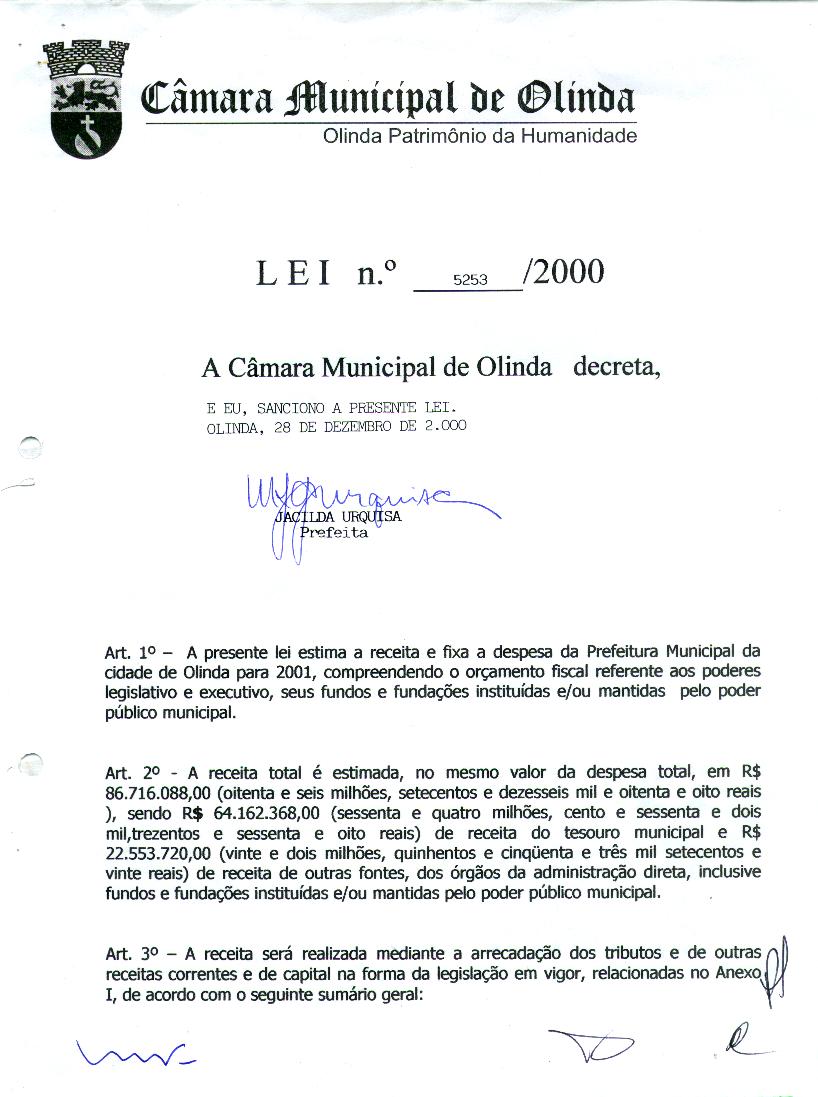 Câmara Municipal de Olinda
Olinda Patrimônio da Humanidade
L E I n.º 5253 /2000
A Câmara Municipal de Olinda decreta,
E EU, SANCIONO A PRESENTE LEI.
OLINDA, 28 DE DEZEMBRO DE 2.000
JACILDA URQUISA
Prefeita
Art. 1º – A presente lei estima a receita e fixa a despesa da Prefeitura Municipal da
cidade de Olinda para 2001, compreendendo o orçamento fiscal referente aos poderes
legislativo e executivo, seus fundos e fundações instituídas e/ou mantidas pelo poder
público municipal.
Art. 2º - A receita total é estimada, no mesmo valor da despesa total, em R$
86.716.088,00 (oitenta e seis milhões, setecentos e dezesseis mil e oitenta e oito reais
), sendo R$ 64.162.368,00 (sessenta e quatro milhões, cento e sessenta e dois
mil,trezentos e sessenta e oito reais) de receita do tesouro municipal e R$
22.553.720,00 (vinte e dois milhões, quinhentos e cinqüenta e três mil setecentos e
vinte reais) de receita de outras fontes, dos órgãos da administração direta, inclusive
fundos e fundações instituídas e/ou mantidas pelo poder público municipal.
Art. 3º – A receita será realizada mediante a arrecadação dos tributos e de outras
receitas correntes e de capital na forma da legislação em vigor, relacionadas no Anexo
I, de acordo com o seguinte sumário geral: